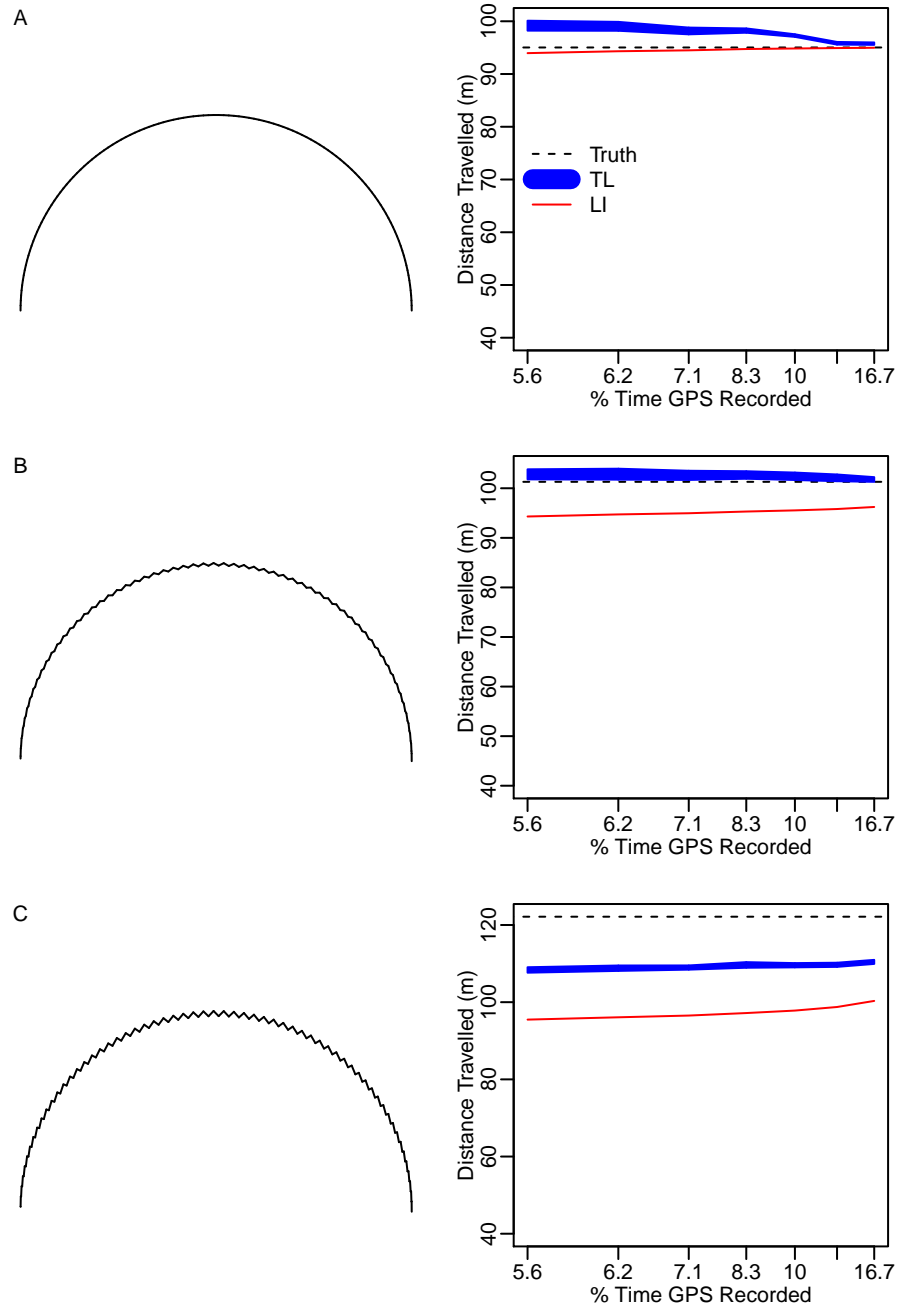 A
Distance Travelled (m)
100
90
80
70
60
50
40
Truth
TL
LI
5.6 6.2 7.1 8.3 10 16.7
% Time GPS Recorded
B
Distance Travelled (m)
100
90
80
70
60
50
40
5.6 6.2 7.1 8.3 10 16.7
% Time GPS Recorded
C
Distance Travelled (m)
120
100
80
60
40
5.6 6.2 7.1 8.3 10 16.7
% Time GPS Recorded